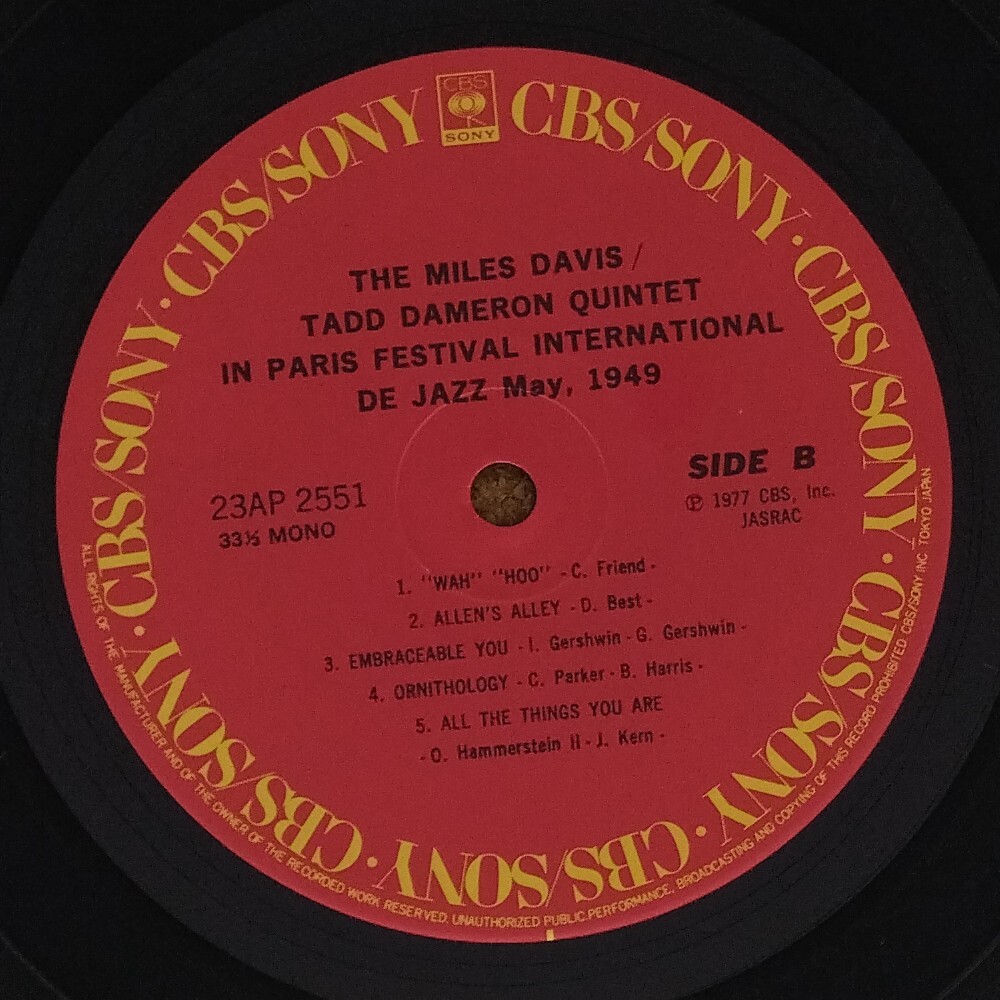 CBS
SONY
CBS/SONY · CBS/SONY · CBS/SONY · CBS/SONY · CBS/SONY · CBS/SONY · CBS/SONY · CBS/SONY
THE MILES DAVIS /
TADD DAMERON QUINTET
IN PARIS FESTIVAL INTERNATIONAL
DE JAZZ May, 1949
SIDE B
23AP 2551
33⅓ MONO
Ⓟ 1977 CBS, Inc.
JASRAC
1. "WAH" "HOO" - C. Friend -
2. ALLEN'S ALLEY - D. Best -
3. EMBRACEABLE YOU - I. Gershwin - G. Gershwin -
4. ORNITHOLOGY - C. Parker - B. Harris -
5. ALL THE THINGS YOU ARE
- O. Hammerstein II - J. Kern -
ALL RIGHTS OF THE MANUFACTURER AND OF THE OWNER OF THE RECORDED WORK RESERVED. UNAUTHORIZED PUBLIC PERFORMANCE, BROADCASTING AND COPYING OF THIS RECORD PROHIBITED. CBS/SONY INC. TOKYO JAPAN